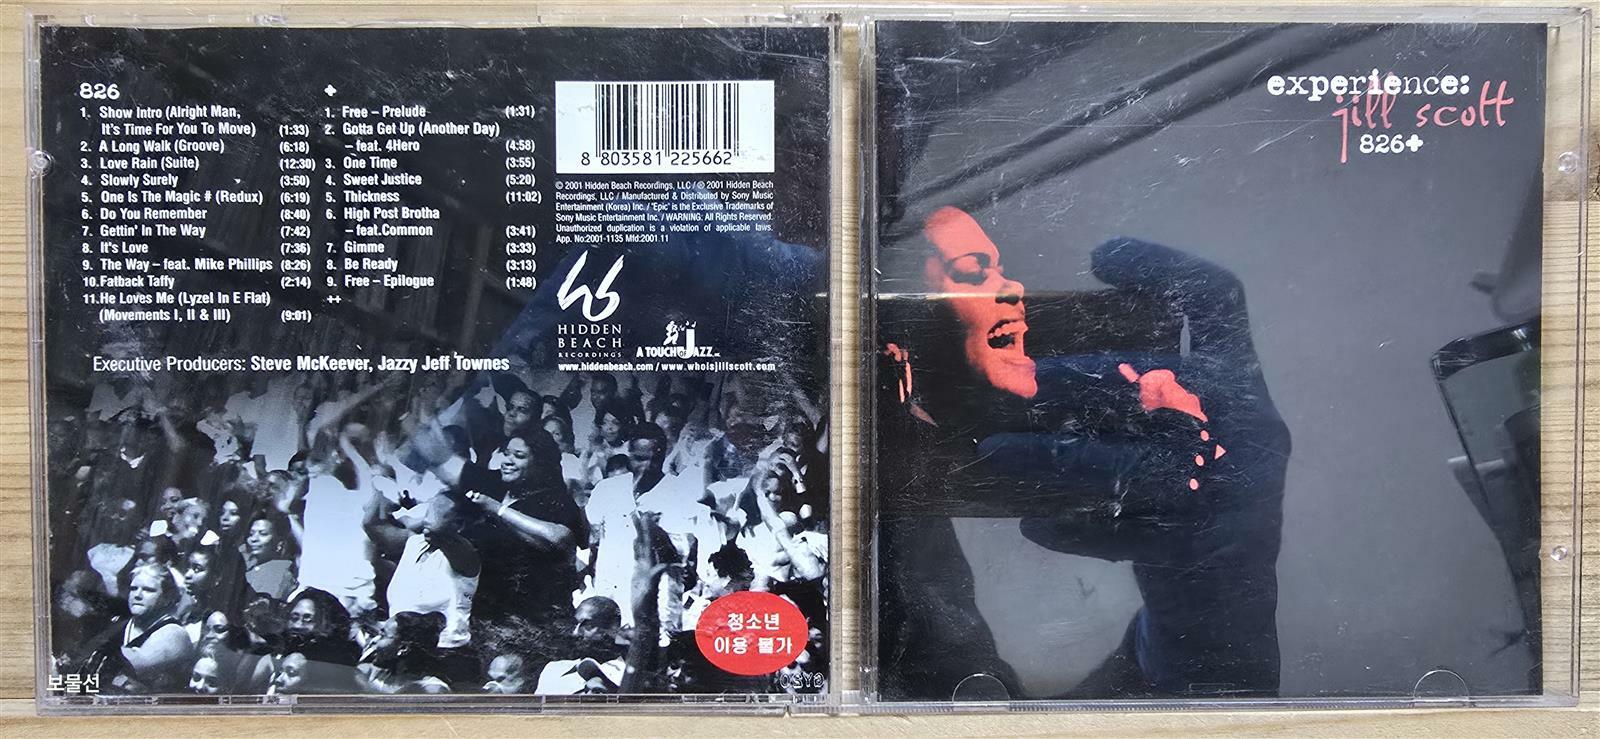 826
1. Show Intro (Alright Man,
It's Time For You To Move) (1:33)
2. A Long Walk (Groove) (6:18)
3. Love Rain (Suite) (12:30)
4. Slowly Surely (3:50)
5. One Is The Magic # (Redux) (6:19)
6. Do You Remember (8:40)
7. Gettin' In The Way (7:42)
8. It's Love (7:36)
9. The Way – feat. Mike Phillips (8:26)
10. Fatback Taffy (2:14)
11. He Loves Me (Lyzel In E Flat)
(Movements I, II & III) (9:01)
+
1. Free – Prelude (1:31)
2. Gotta Get Up (Another Day)
– feat. 4Hero (4:58)
3. One Time (3:55)
4. Sweet Justice (5:20)
5. Thickness (11:02)
6. High Post Brotha
– feat.Common (3:41)
7. Gimme (3:33)
8. Be Ready (3:13)
9. Free – Epilogue (1:48)
++
Executive Producers: Steve McKeever, Jazzy Jeff Townes
8 803581 225662
© 2001 Hidden Beach Recordings, LLC / ℗ 2001 Hidden Beach
Recordings, LLC / Manufactured & Distributed by Sony Music
Entertainment (Korea) Inc. / "Epic' is the Exclusive Trademarks of
Sony Music Entertainment Inc. / WARNING: All Rights Reserved.
Unauthorized duplication is a violation of applicable laws.
App. No:2001-1135 Mfd:2001.11
hb
HIDDEN
BEACH
RECORDINGS
A TOUCH OF JAZZ INC.
www.hiddenbeach.com / www.whoisjillscott.com
청소년
이용 불가
보물선
experience:
jill scott
826+